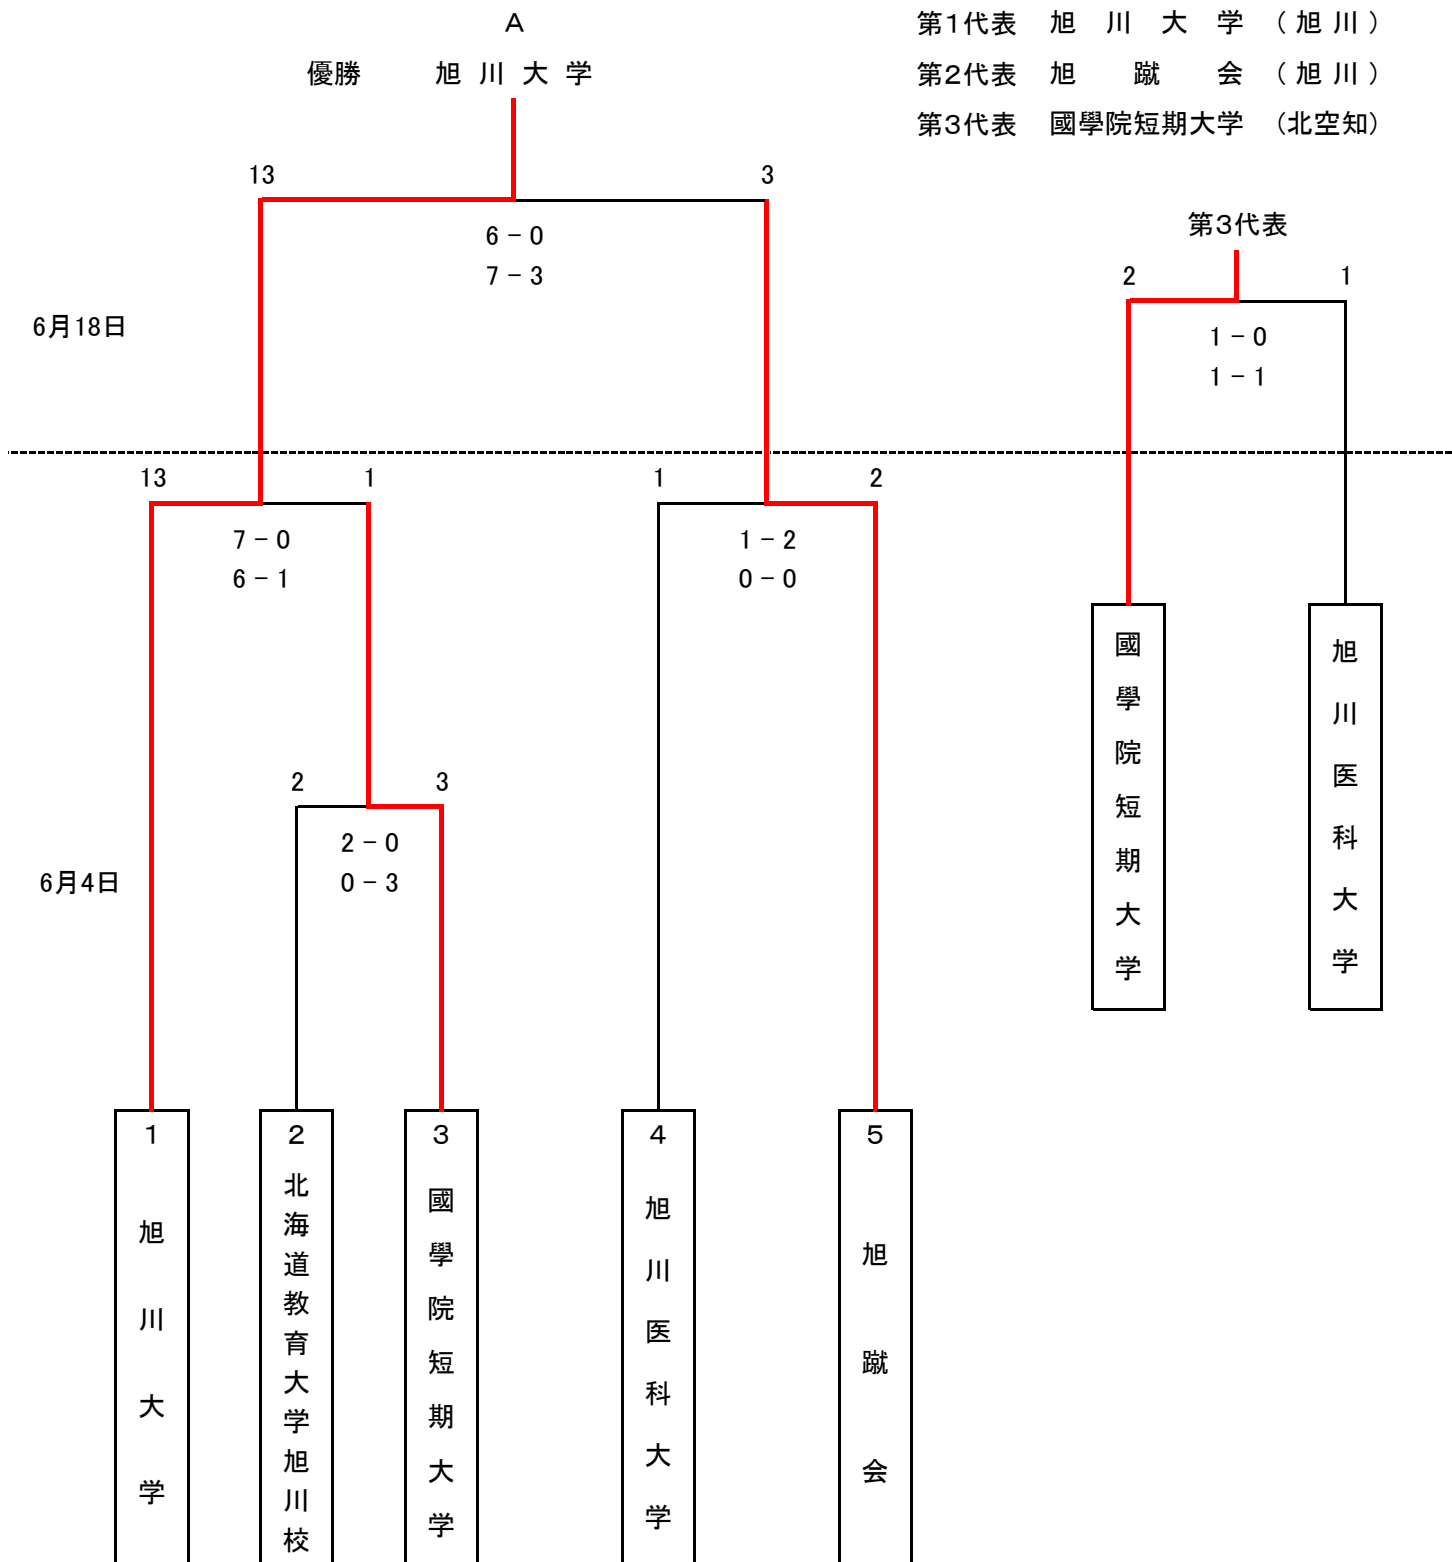 A
優勝 旭川大学
第1代表 旭川大学 (旭川)
第2代表 旭蹴会 (旭川)
第3代表 國學院短期大学 (北空知)
13 3
6-0
7-3
第3代表
2 1
1-0
1-1
6月18日
13 1 1 2
7-0
6-1
1-2
0-0
2 3
2-0
0-3
6月4日
國學院短期大学
旭川医科大学
1 旭川大学
2 北海道教育大学旭川校
3 國學院短期大学
4 旭川医科大学
5 旭蹴会